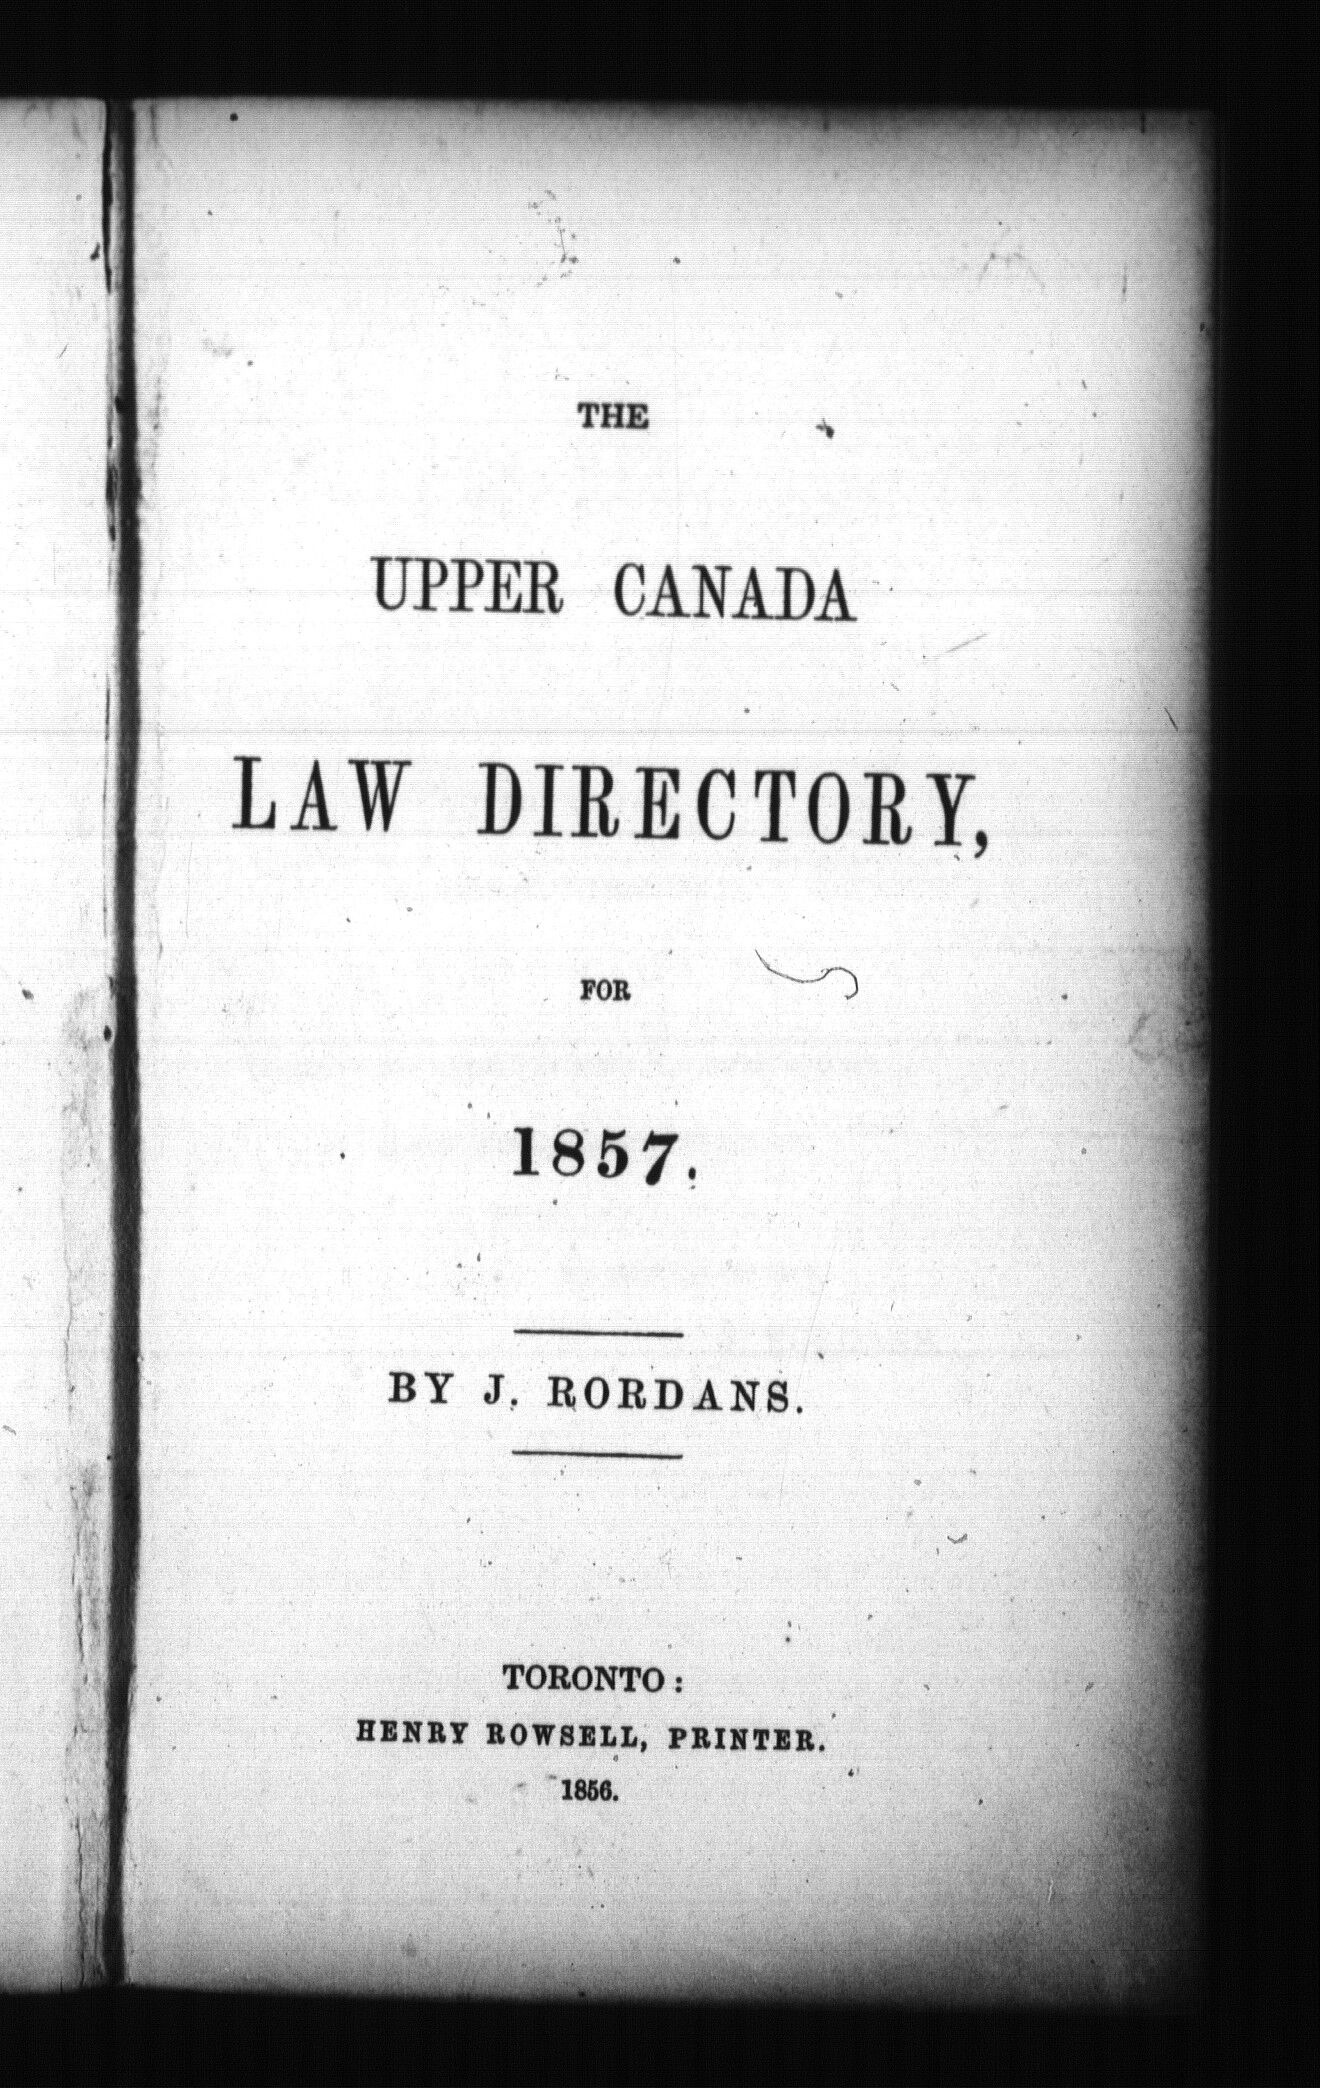 THE
UPPER CANADA
LAW DIRECTORY,
FOR
1857.
BY J. RORDANS.
TORONTO:
HENRY ROWSELL, PRINTER.
1856.